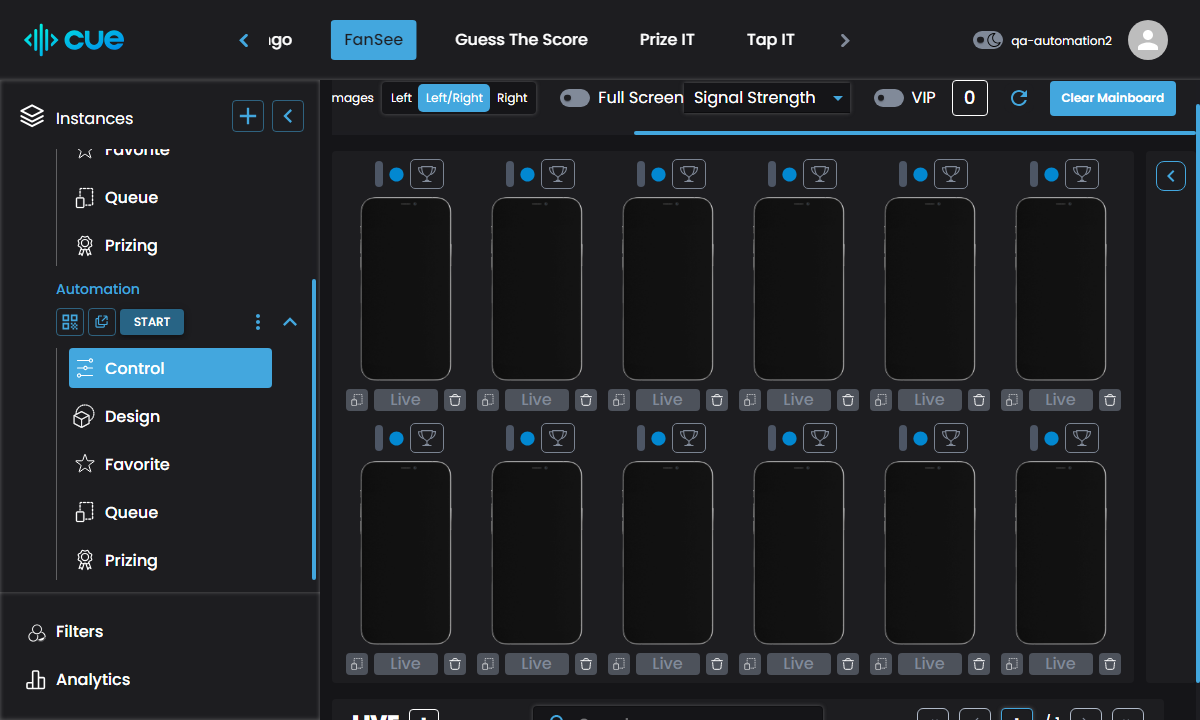 cue
FanSee
Guess The Score
Prize IT
Tap IT
qa-automation2
Instances
Favorite
Queue
Prizing
Automation
START
Control
Design
Favorite
Queue
Prizing
Filters
Analytics
Left
Left/Right
Right
Full Screen
Signal Strength
VIP
0
Clear Mainboard
Live
Live
Live
Live
Live
Live
Live
Live
Live
Live
Live
Live
LIVE